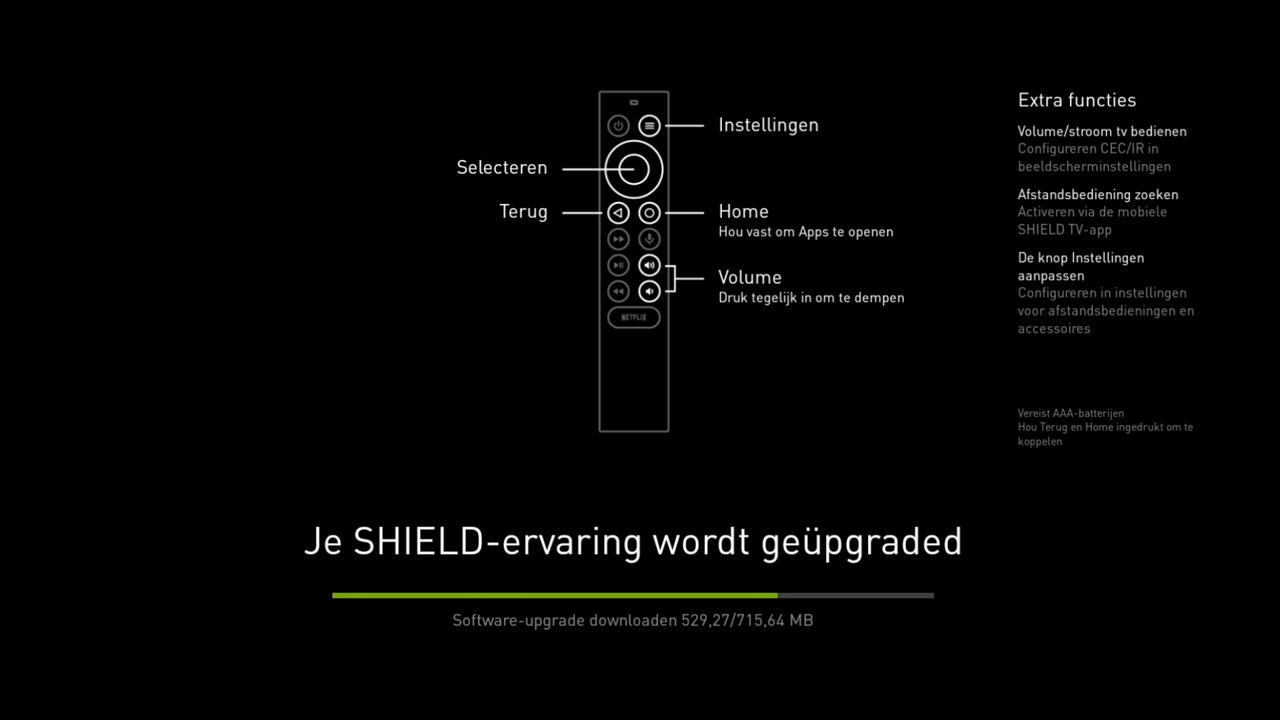 Instellingen
Selecteren
Terug
Home
Hou vast om Apps te openen
Volume
Druk tegelijk in om te dempen
NETFLIX
Extra functies
Volume/stroom tv bedienen
Configureren CEC/IR in
beeldscherminstellingen
Afstandsbediening zoeken
Activeren via de mobiele
SHIELD TV-app
De knop Instellingen
aanpassen
Configureren in instellingen
voor afstandsbedieningen en
accessoires
Vereist AAA-batterijen
Hou Terug en Home ingedrukt om te
koppelen
Je SHIELD-ervaring wordt geüpgraded
Software-upgrade downloaden 529,27/715,64 MB